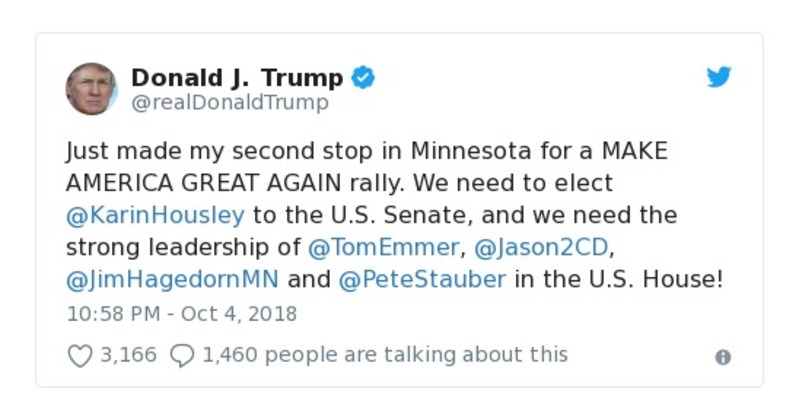 Donald J. Trump
@realDonaldTrump
Just made my second stop in Minnesota for a MAKE
AMERICA GREAT AGAIN rally. We need to elect
@KarinHousley to the U.S. Senate, and we need the
strong leadership of @TomEmmer, @Jason2CD,
@JimHagedornMN and @PeteStauber in the U.S. House!
10:58 PM - Oct 4, 2018
3,166 1,460 people are talking about this